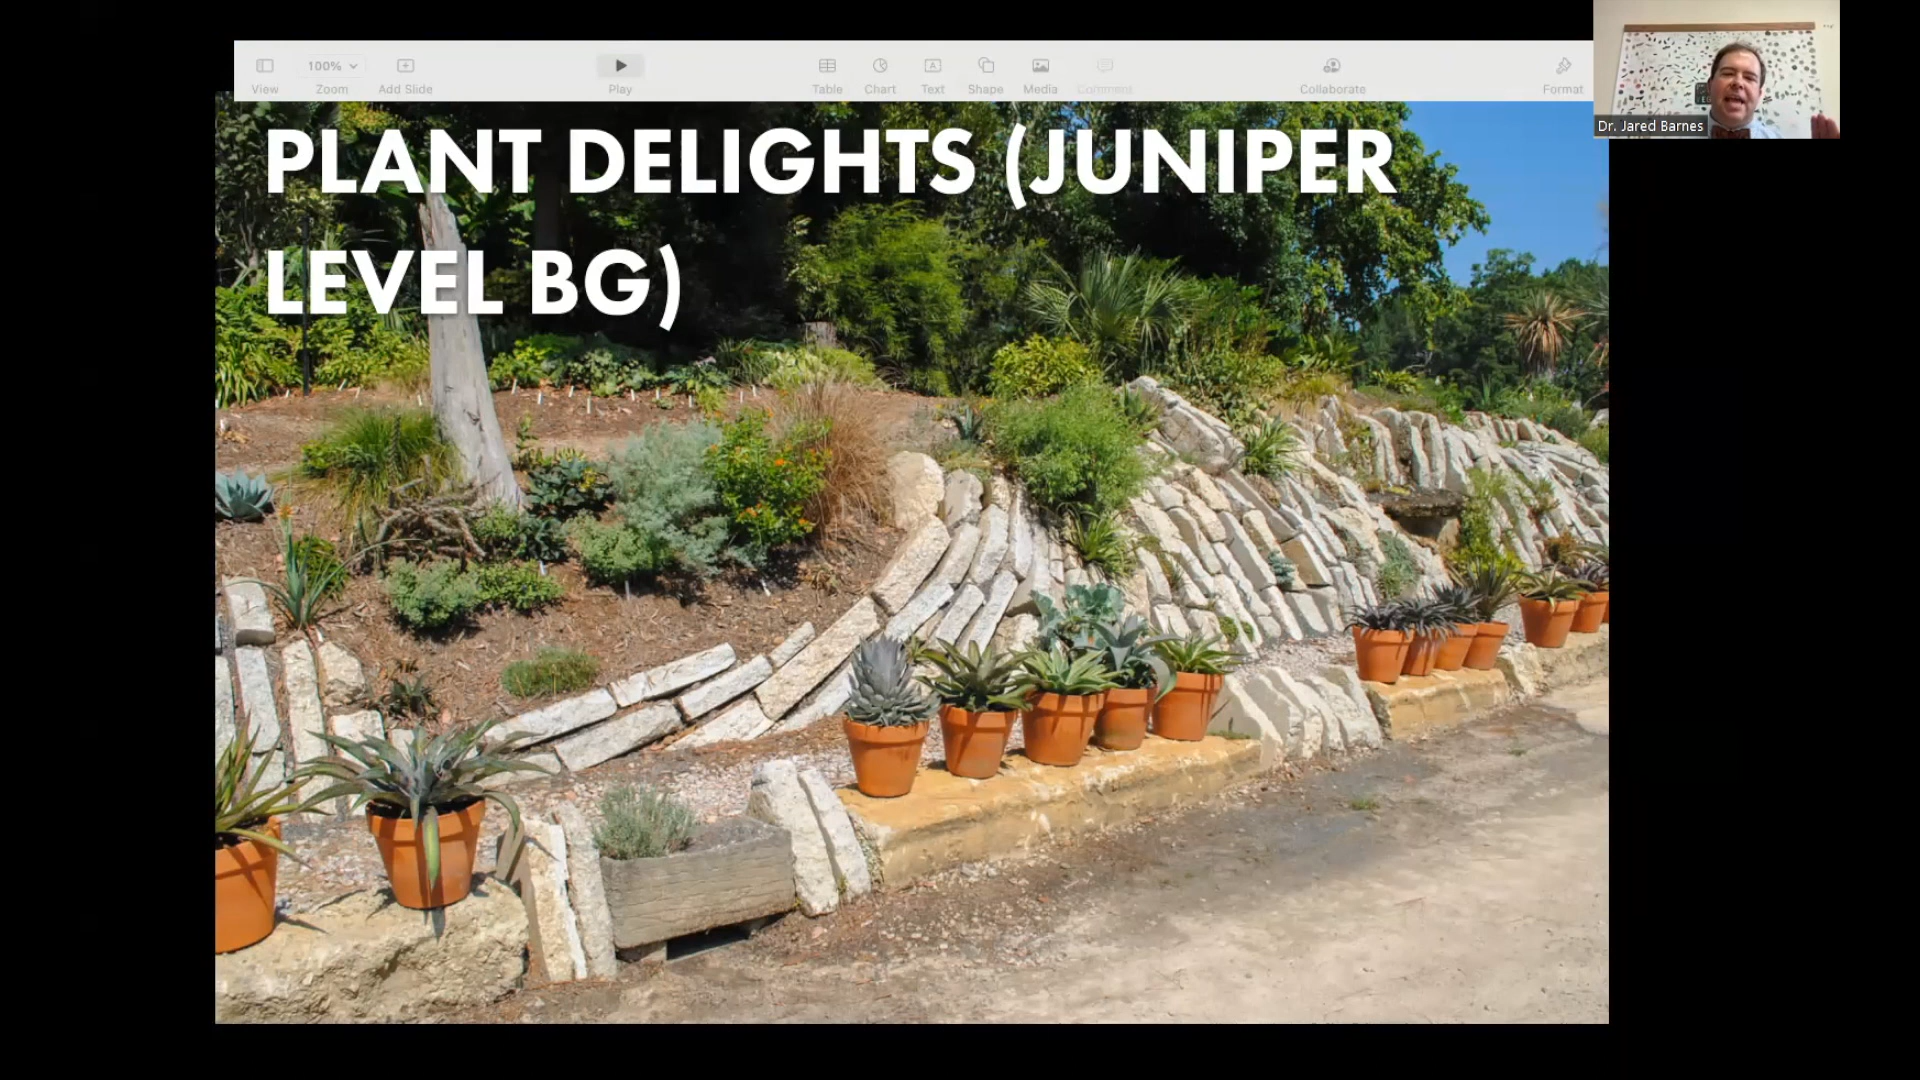 100%
View
Zoom
Add Slide
Play
Table
Chart
Text
Shape
Media
Comment
Collaborate
Format
Dr. Jared Barnes
PLANT DELIGHTS (JUNIPER
LEVEL BG)